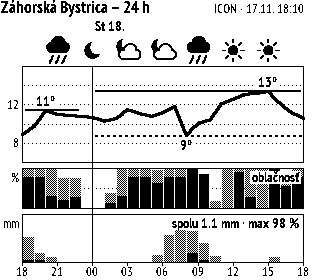 Záhorská Bystrica – 24 h
ICON · 17.11. 18:10
St 18.
11°
13°
12
9°
8
%
oblačnosť
mm
spolu 1.1 mm · max 98 %
18 21 00 03 06 09 12 15 18